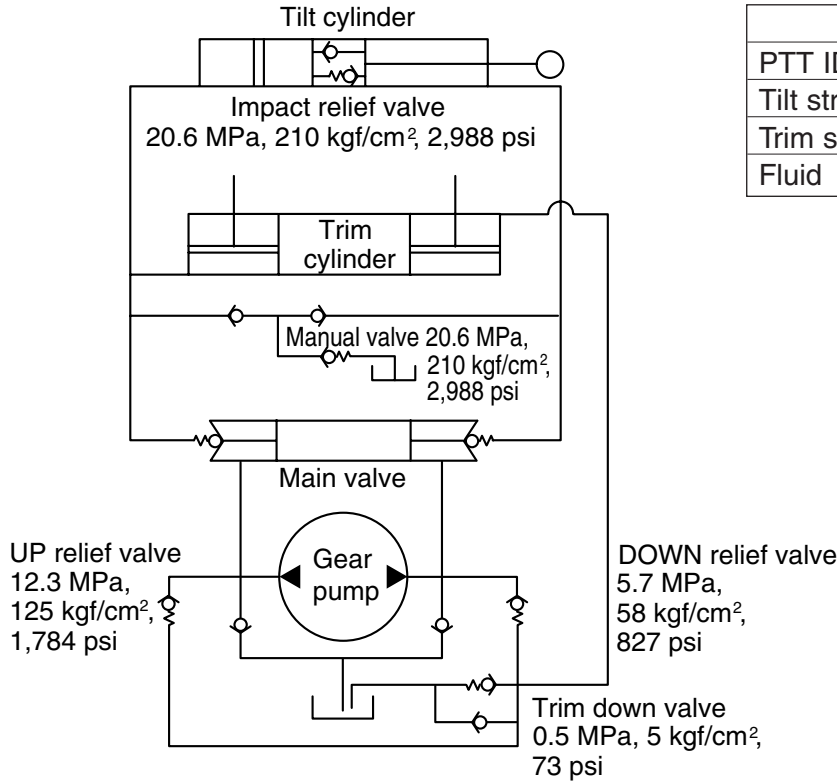 Tilt cylinder
PTT
Tilt
Trim
Fluid
Impact relief valve
20.6 MPa, 210 kgf/cm², 2,988 psi
Trim
cylinder
Manual valve 20.6 MPa,
210 kgf/cm²,
2,988 psi
Main valve
Gear
pump
UP relief valve
12.3 MPa,
125 kgf/cm²,
1,784 psi
DOWN relief valve
5.7 MPa,
58 kgf/cm²,
827 psi
Trim down valve
0.5 MPa, 5 kgf/cm²,
73 psi